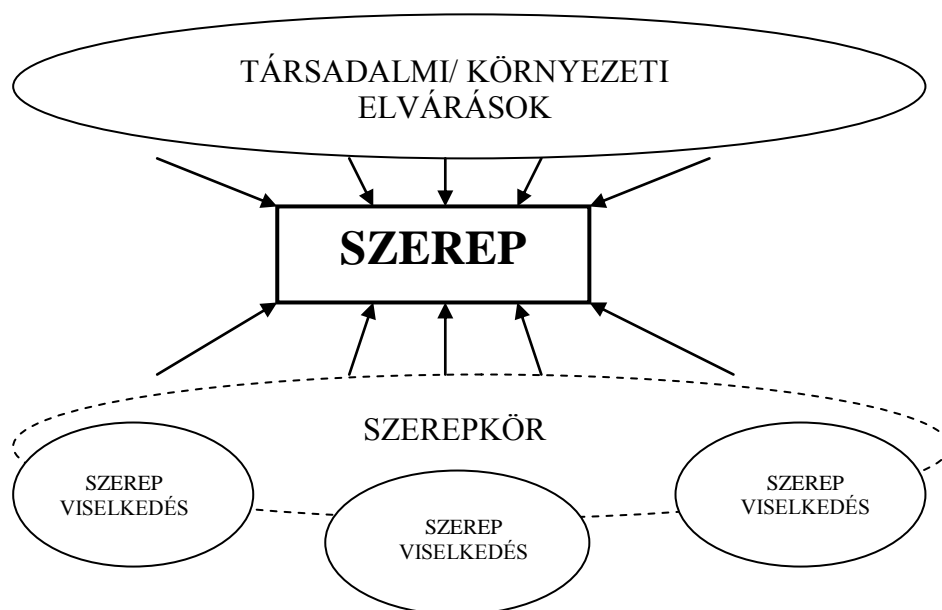 TÁRSADALMI/ KÖRNYEZETI
ELVÁRÁSOK
SZEREP
SZEREPKÖR
SZEREP
VISELKEDÉS
SZEREP
VISELKEDÉS
SZEREP
VISELKEDÉS